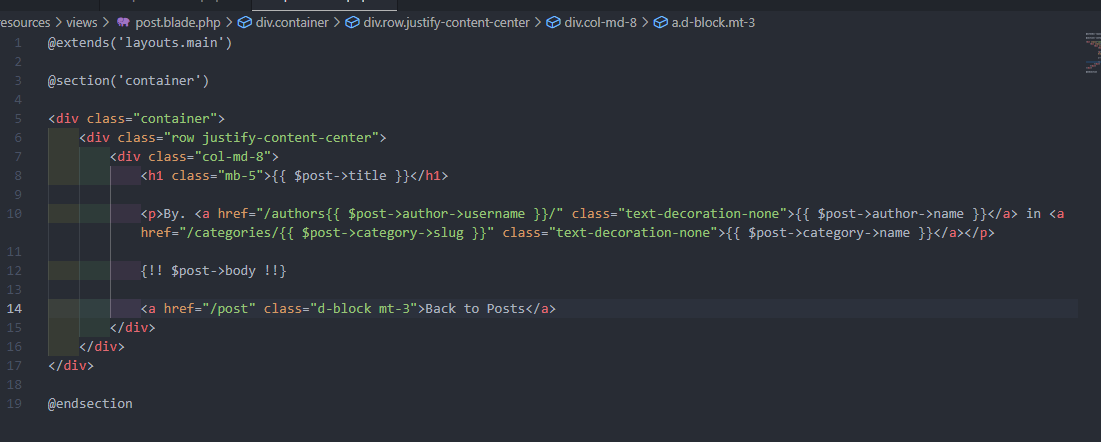 resources > views > post.blade.php > div.container > div.row.justify-content-center > div.col-md-8 > a.d-block.mt-3
1 @extends('layouts.main')
2
3 @section('container')
4
5 <div class="container">
6 <div class="row justify-content-center">
7 <div class="col-md-8">
8 <h1 class="mb-5">{{ $post->title }}</h1>
9
10 <p>By. <a href="/authors{{ $post->author->username }}/" class="text-decoration-none">{{ $post->author->name }}</a> in <a
href="/categories/{{ $post->category->slug }}" class="text-decoration-none">{{ $post->category->name }}</a></p>
11
12 {!! $post->body !!}
13
14 <a href="/post" class="d-block mt-3">Back to Posts</a>
15 </div>
16 </div>
17 </div>
18
19 @endsection